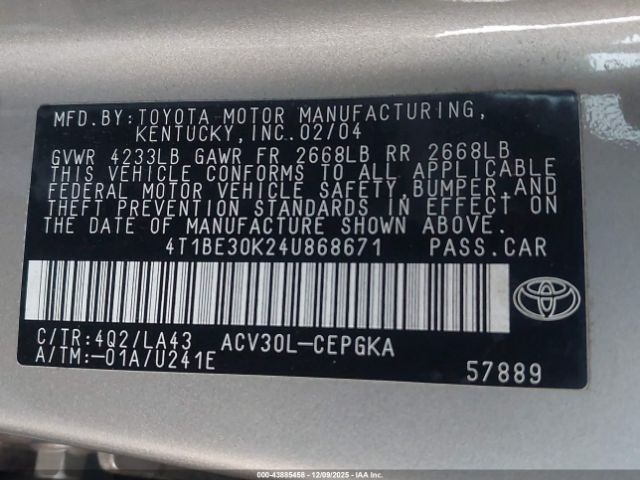 MFD.BY:TOYOTA MOTOR MANUFACTURING,
KENTUCKY,INC.02/04
GVWR 4233LB GAWR FR 2668LB RR 2668LB
THIS VEHICLE CONFORMS TO ALL APPLICABLE
FEDERAL MOTOR VEHICLE SAFETY,BUMPER,AND
THEFT PREVENTION STANDARDS IN EFFECT ON
THE DATE OF MANUFACTURE SHOWN ABOVE.
4T1BE30K24U868671 PASS.CAR
C/TR:4Q2/LA43 ACV30L-CEPGKA
A/TM:-01A/U241E
57889
TOYOTA
© IAA - 43885458 - 12/09/2025 - IAAI.COM